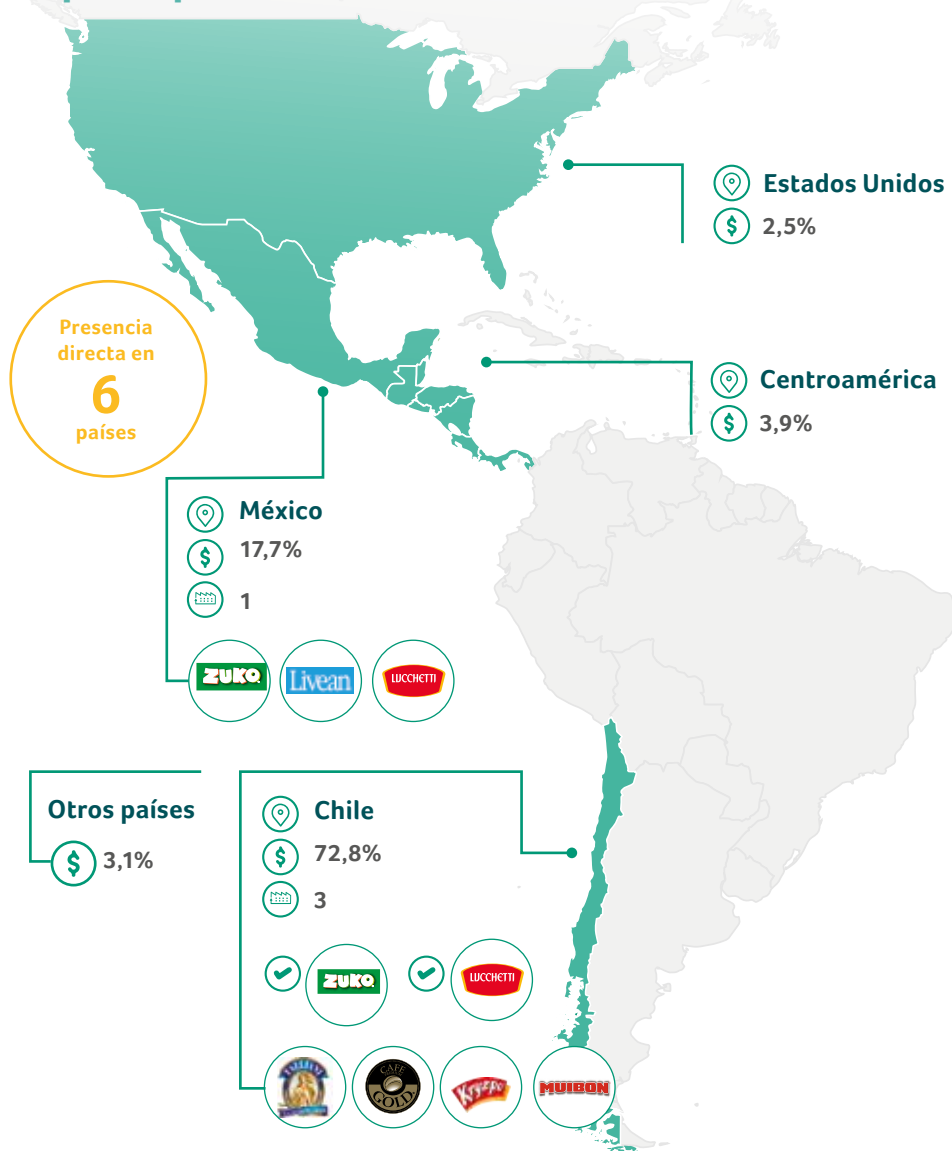 Estados Unidos
2,5%
Presencia
directa en
6
países
Centroamérica
3,9%
México
17,7%
1
ZUKO
Livean
LUCCHETTI
Otros países
3,1%
Chile
72,8%
3
ZUKO
LUCCHETTI
CAFÉ
GOLD
Kryzpo
MUIBON